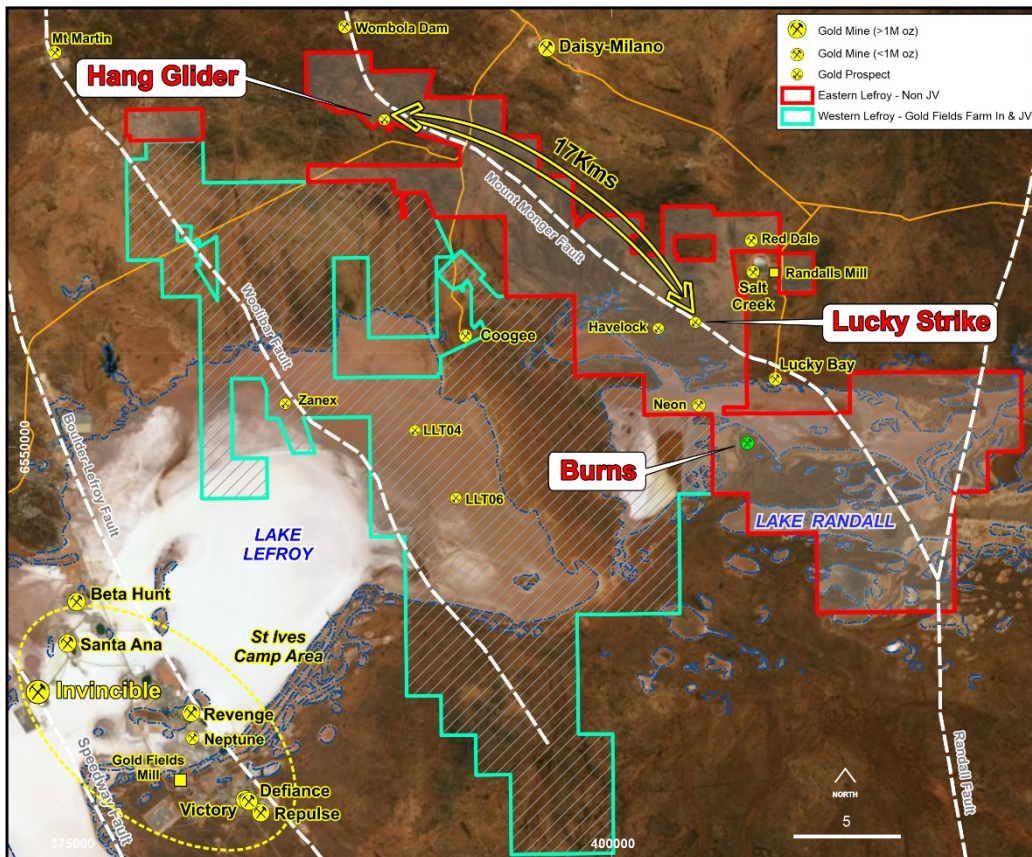 Mt Martin
Wombola Dam
Daisy-Milano
Gold Mine (>1M oz)
Gold Mine (<1M oz)
Gold Prospect
Eastern Lefroy - Non JV
Western Lefroy - Gold Fields Farm In & JV
Hang Glider
17Kms
Mount Monger Fault
Red Dale
Randalls Mill
Salt
Creek
Woolibar Fault
Lucky Strike
Havelock
Coogee
Lucky Bay
Zanex
Neon
LLT04
Boulder-Lefroy Fault
6550000
Burns
LLT06
LAKE
LEFROY
LAKE RANDALL
Beta Hunt
St Ives
Camp Area
Santa Ana
Invincible
Revenge
Neptune
Gold Fields
Mill
Speedway Fault
Defiance
Victory
Repulse
Randall Fault
NORTH
5
375000
400000